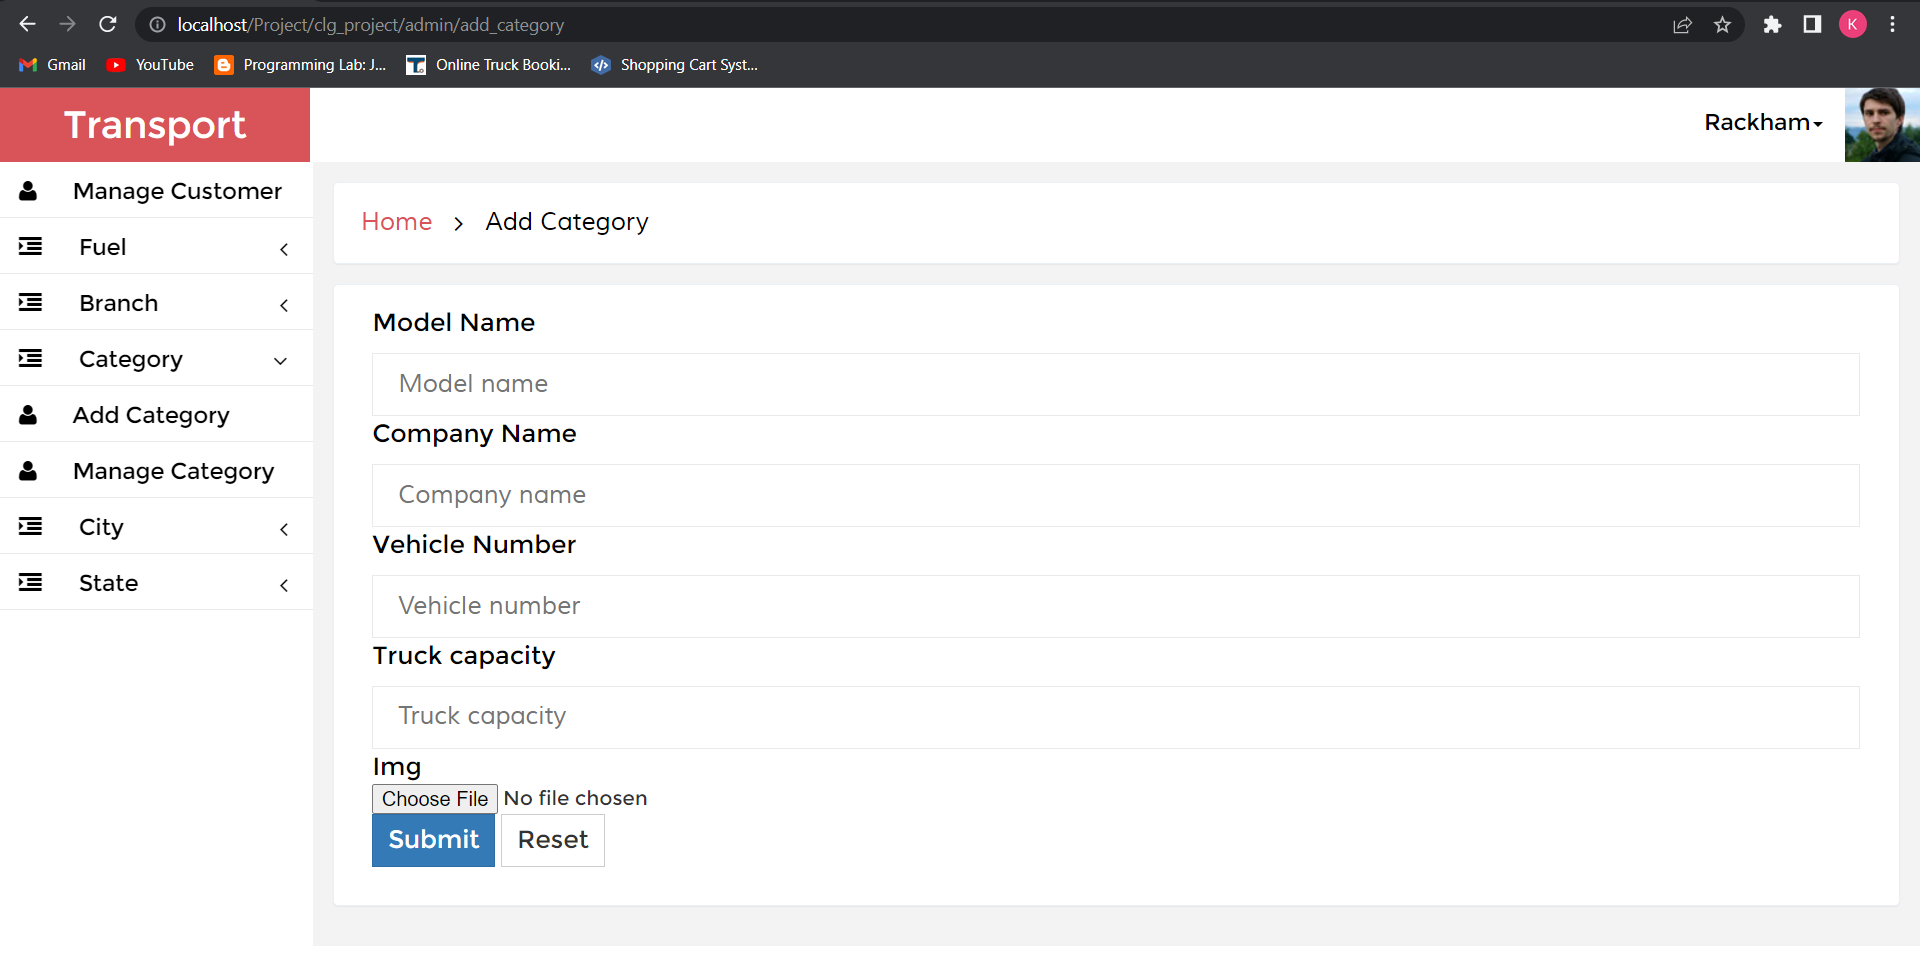 localhost/Project/clg_project/admin/add_category
K
Gmail YouTube Programming Lab: J... Online Truck Booki... Shopping Cart Syst...
Transport
Rackham
Manage Customer
Fuel
Branch
Category
Add Category
Manage Category
City
State
Home > Add Category
Model Name
Model name
Company Name
Company name
Vehicle Number
Vehicle number
Truck capacity
Truck capacity
Img
Choose File No file chosen
Submit Reset